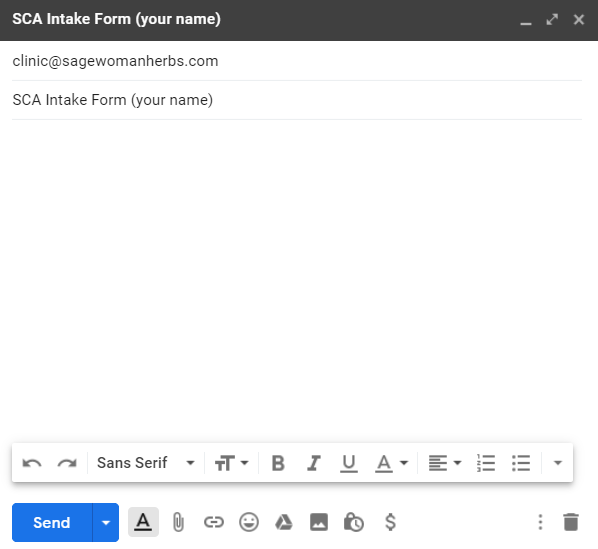 SCA Intake Form (your name)
clinic@sagewomanherbs.com
SCA Intake Form (your name)
Sans Serif
Send